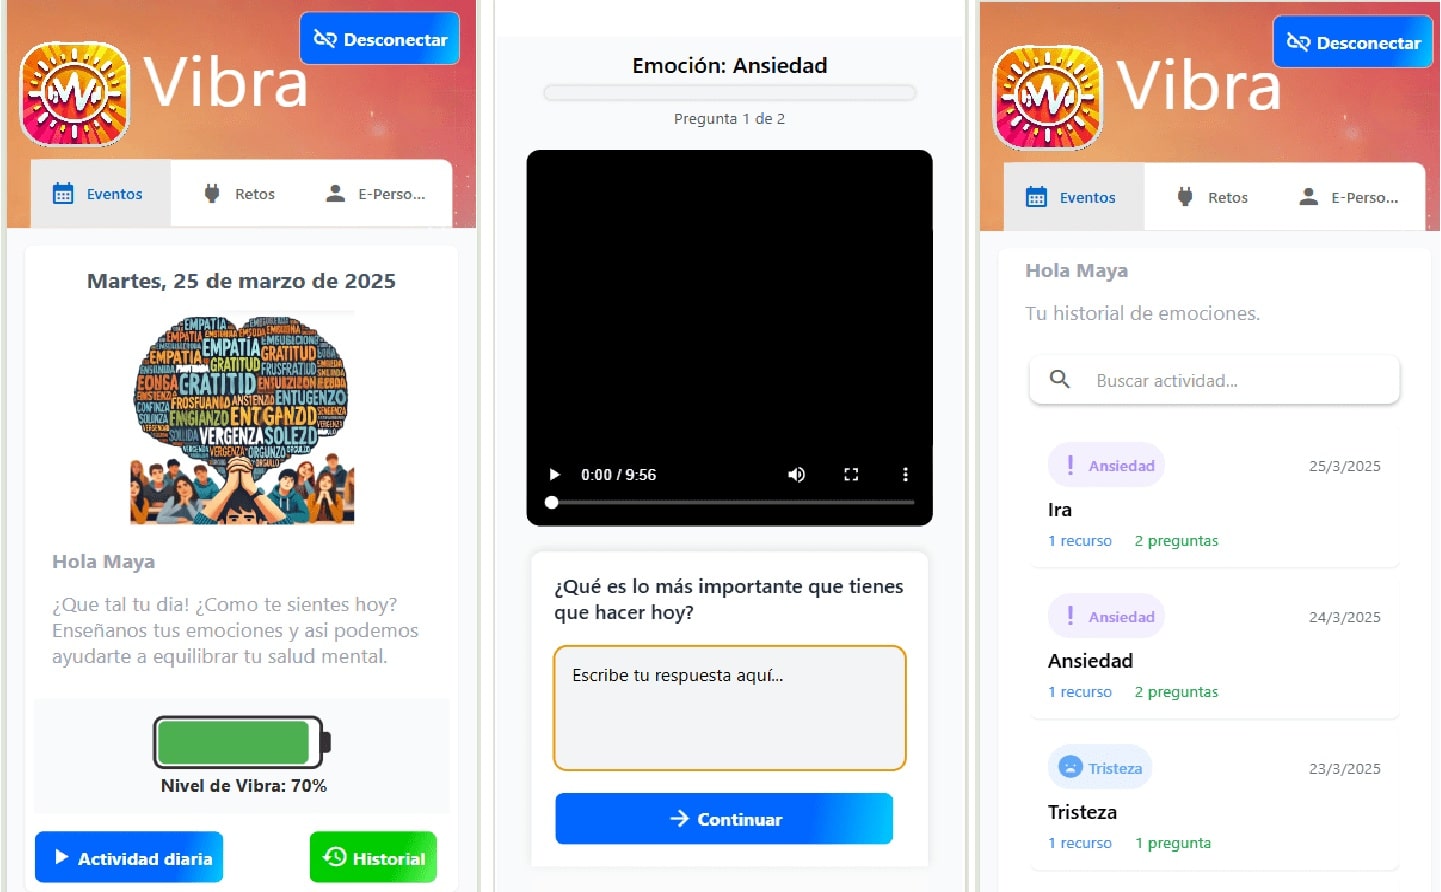 Desconectar
Vibra
Eventos
Retos
E-Perso...
Martes, 25 de marzo de 2025
EMPATIA
EMPATIA
EMPATIA
GRATITUD
GRATITUD
GRATITID
VERGENZA
SOLEZD
Hola Maya
¿Que tal tu dia! ¿Como te sientes hoy?
Enseñanos tus emociones y asi podemos
ayudarte a equilibrar tu salud mental.
Nivel de Vibra: 70%
Actividad diaria
Historial
Emoción: Ansiedad
Pregunta 1 de 2
0:00 / 9:56
¿Qué es lo más importante que tienes
que hacer hoy?
Escribe tu respuesta aquí...
Continuar
Desconectar
Vibra
Eventos
Retos
E-Perso...
Hola Maya
Tu historial de emociones.
Buscar actividad...
Ansiedad
25/3/2025
Ira
1 recurso
2 preguntas
Ansiedad
24/3/2025
Ansiedad
1 recurso
2 preguntas
Tristeza
23/3/2025
Tristeza
1 recurso
1 pregunta